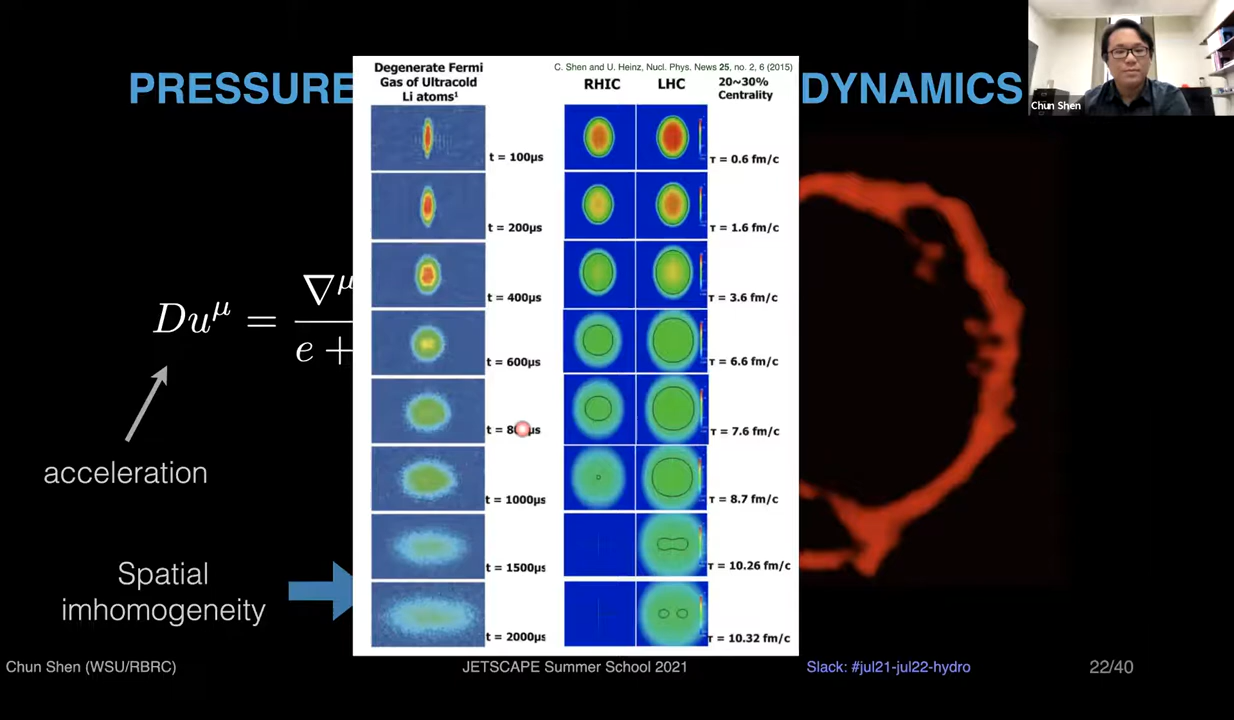 PRESSURE
DYNAMICS
Chun Shen
Degenerate Fermi
Gas of Ultracold
Li atoms¹
C. Shen and U. Heinz, Nucl. Phys. News 25, no. 2, 6 (2015)
RHIC
LHC
20~30%
Centrality
t = 100μs
τ = 0.6 fm/c
t = 200μs
τ = 1.6 fm/c
t = 400μs
τ = 3.6 fm/c
t = 600μs
τ = 6.6 fm/c
τ = 7.6 fm/c
t = 1000μs
τ = 8.7 fm/c
t = 1500μs
τ = 10.26 fm/c
t = 2000μs
τ = 10.32 fm/c
Du^μ = ∇^μ
e +
acceleration
Spatial
imhomogeneity
Chun Shen (WSU/RBRC)
JETSCAPE Summer School 2021
Slack: #jul21-jul22-hydro
22/40